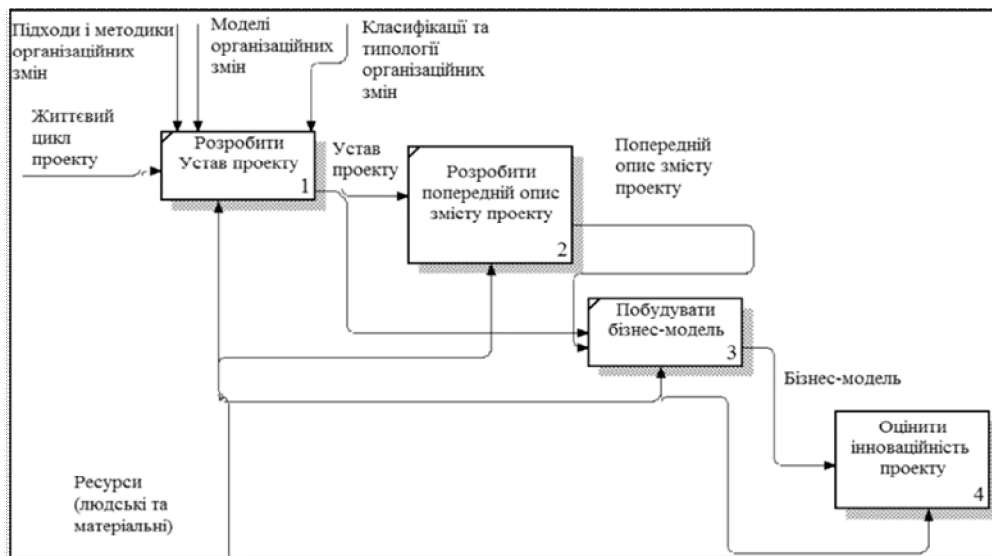 Підходи і методики
організаційних
змін
Моделі
організаційних
змін
Класифікації та
типології
організаційних
змін
Життєвий
цикл
проекту
Розробити
Устав проекту
1
Устав
проекту
Розробити
попередній опис
змісту проекту
2
Попередній
опис змісту
проекту
Побудувати
бізнес-модель
3
Бізнес-модель
Оцінити
інноваційність
проекту
4
Ресурси
(людські та
матеріальні)